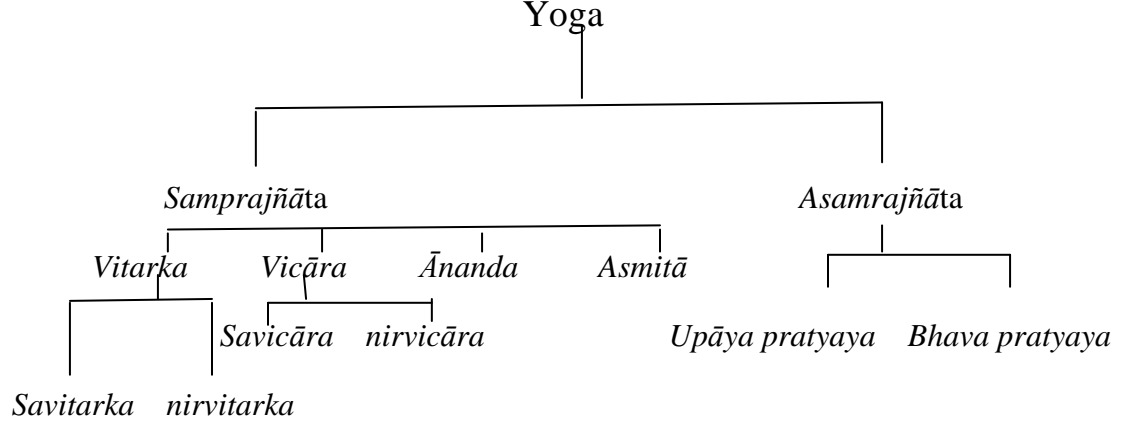 Yoga
Samprajñāta Asamrajñāta
Vitarka Vicāra Ānanda Asmitā
Savicāra nirvicāra Upāya pratyaya Bhava pratyaya
Savitarka nirvitarka